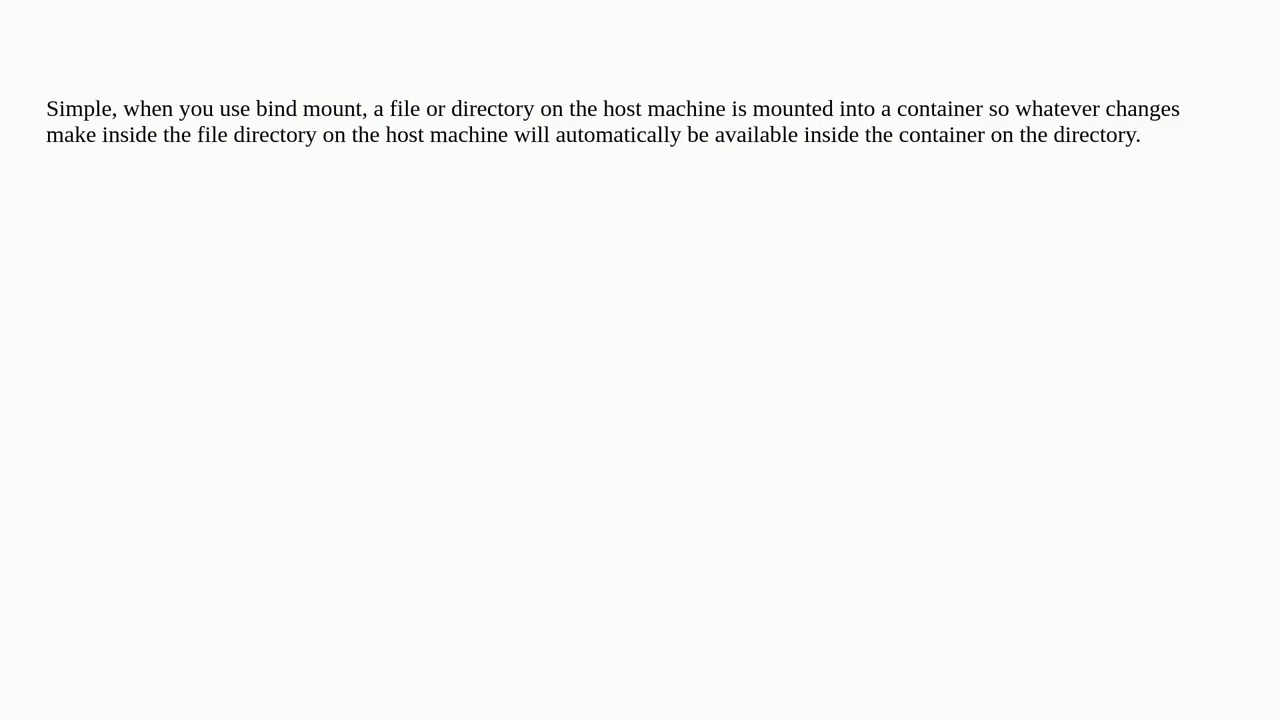 Simple, when you use bind mount, a file or directory on the host machine is mounted into a container so whatever changes
make inside the file directory on the host machine will automatically be available inside the container on the directory.